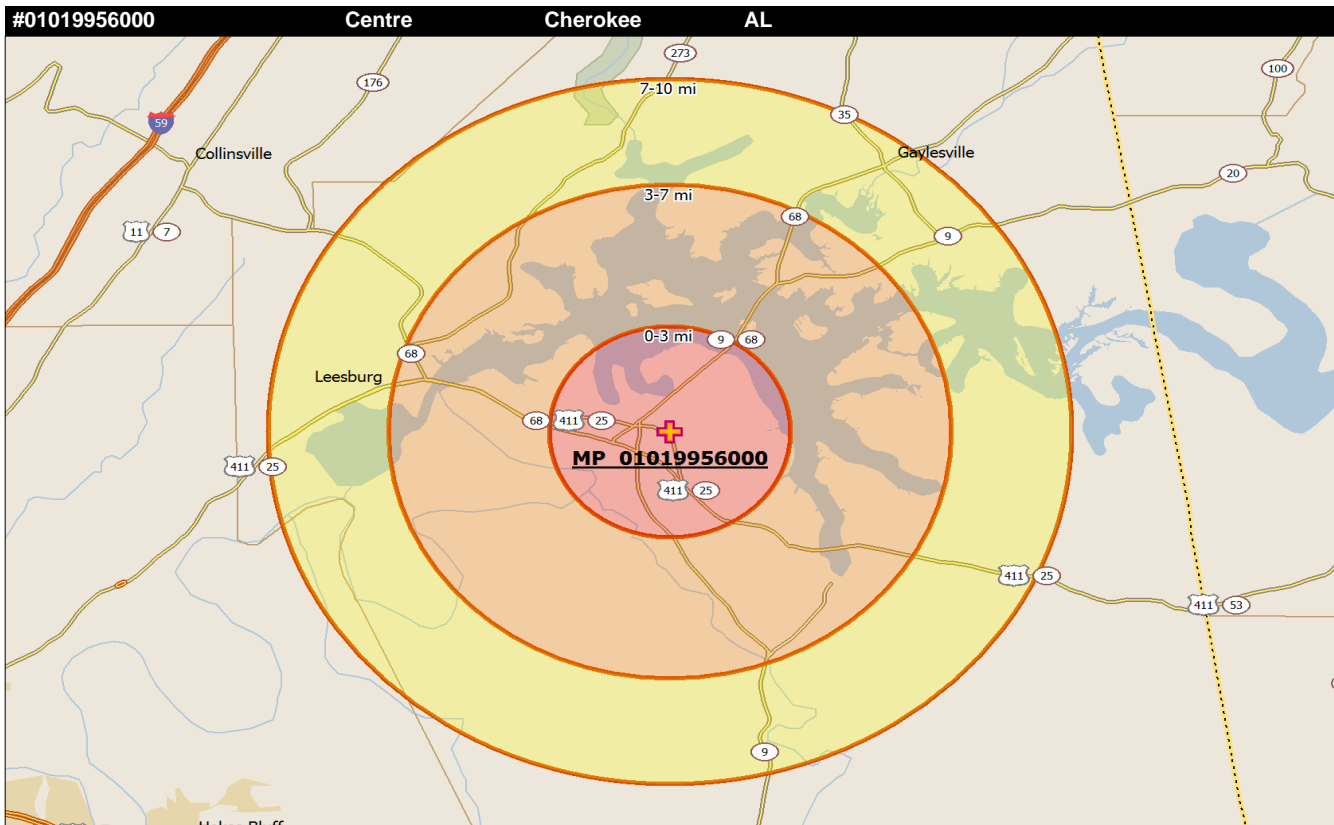 #01019956000 Centre Cherokee AL
273
176
7-10 mi
100
35
59
Collinsville
Gaylesville
20
3-7 mi
68
11 7
9
0-3 mi
9 68
68
Leesburg
68 411 25
MP 01019956000
411 25
411 25
411 25
411 53
9